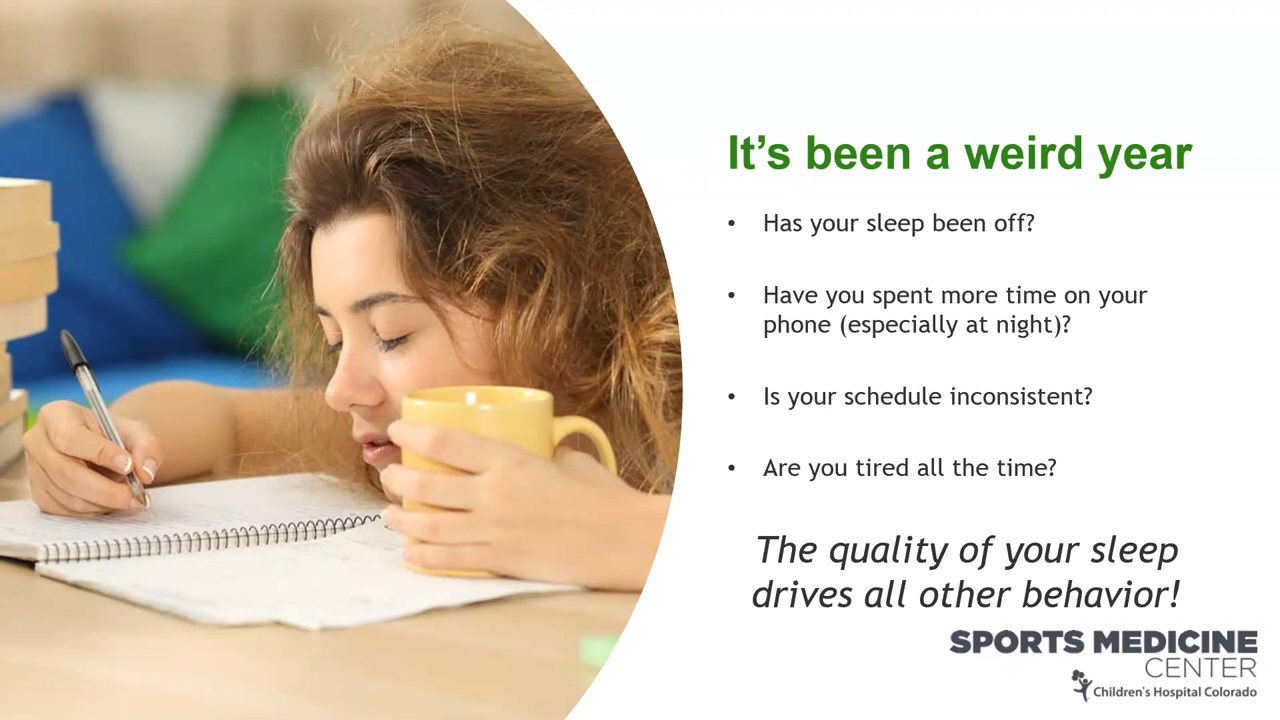 It’s been a weird year
• Has your sleep been off?
• Have you spent more time on your
phone (especially at night)?
• Is your schedule inconsistent?
• Are you tired all the time?
The quality of your sleep
drives all other behavior!
SPORTS MEDICINE
CENTER
Children's Hospital Colorado